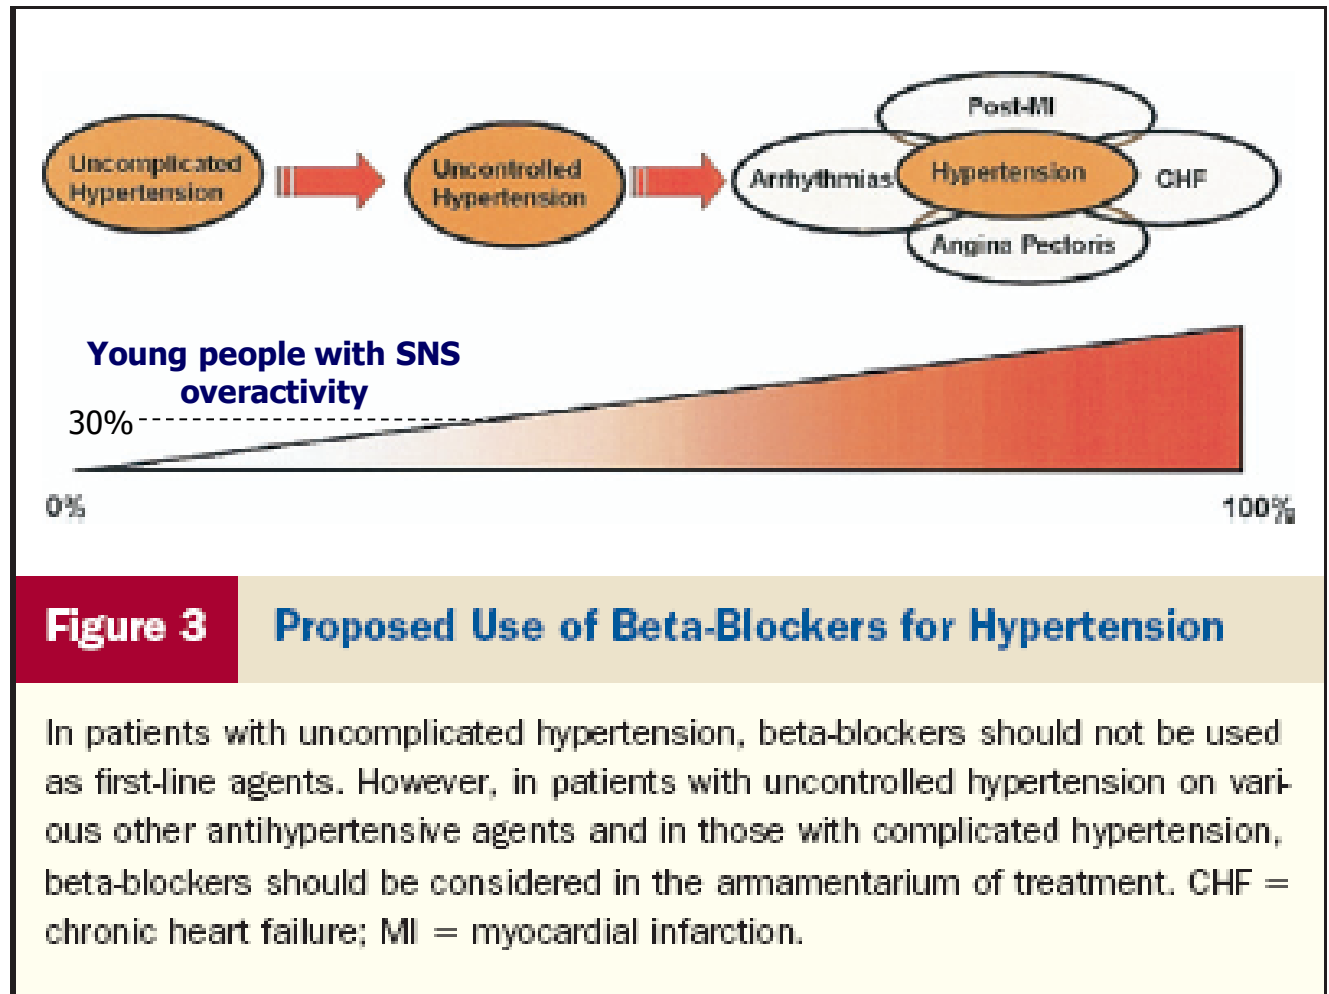 Post-MI
Uncomplicated
Hypertension
Uncontrolled
Hypertension
Arrhythmias
Hypertension
CHF
Angina Pectoris
Young people with SNS
overactivity
30%
0%
100%
Figure 3
Proposed Use of Beta-Blockers for Hypertension
In patients with uncomplicated hypertension, beta-blockers should not be used
as first-line agents. However, in patients with uncontrolled hypertension on vari-
ous other antihypertensive agents and in those with complicated hypertension,
beta-blockers should be considered in the armamentarium of treatment. CHF =
chronic heart failure; MI = myocardial infarction.